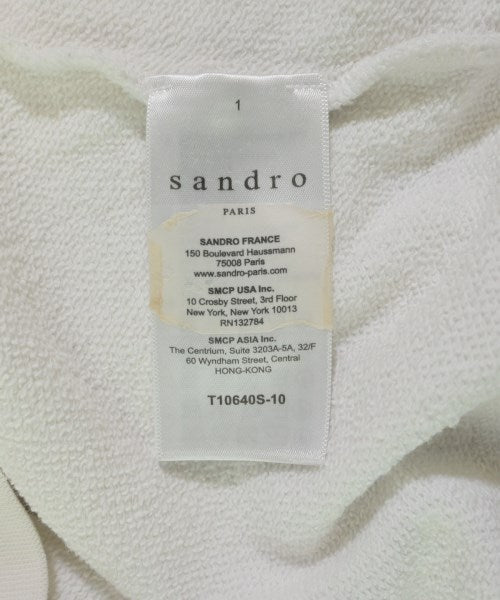 1
sandro
PARIS
SANDRO FRANCE
150 Boulevard Haussmann
75008 Paris
www.sandro-paris.com
SMCP USA Inc.
10 Crosby Street, 3rd Floor
New York, New York 10013
RN132784
SMCP ASIA Inc.
The Centrium, Suite 3203A-5A, 32/F
60 Wyndham Street, Central
HONG-KONG
T10640S-10